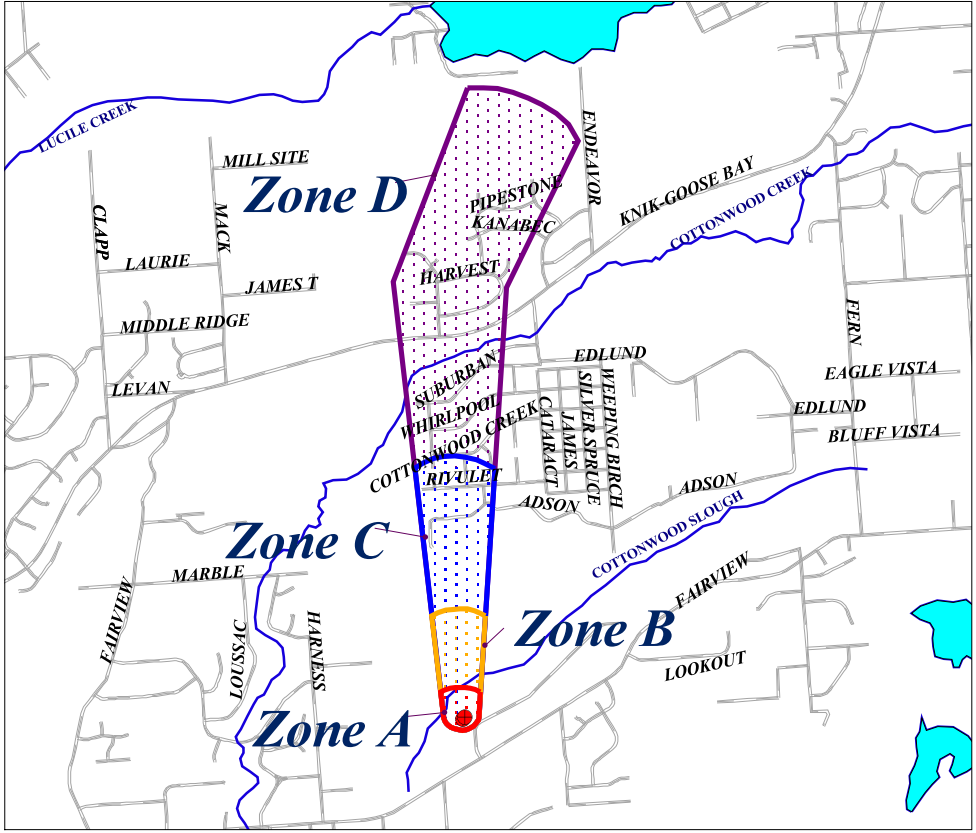 LUCILE CREEK
ENDEAVOR
MILL SITE
Zone D
PIPESTONE
KNIK-GOOSE BAY
COTTONWOOD CREEK
CLAPP
MACK
KANABEC
LAURIE
HARVEST
JAMES T
MIDDLE RIDGE
FERN
EDLUND
SUBURBAN
EAGLE VISTA
LEVAN
WHIRLPOOL
COTTONWOOD CREEK
CATARACT
JAMES
SILVER SPRUCE
WEEPING BIRCH
EDLUND
BLUFF VISTA
RIVULET
ADSON
ADSON
COTTONWOOD SLOUGH
Zone C
MARBLE
FAIRVIEW
FAIRVIEW
LOUSSAC
HARNESS
Zone B
LOOKOUT
Zone A